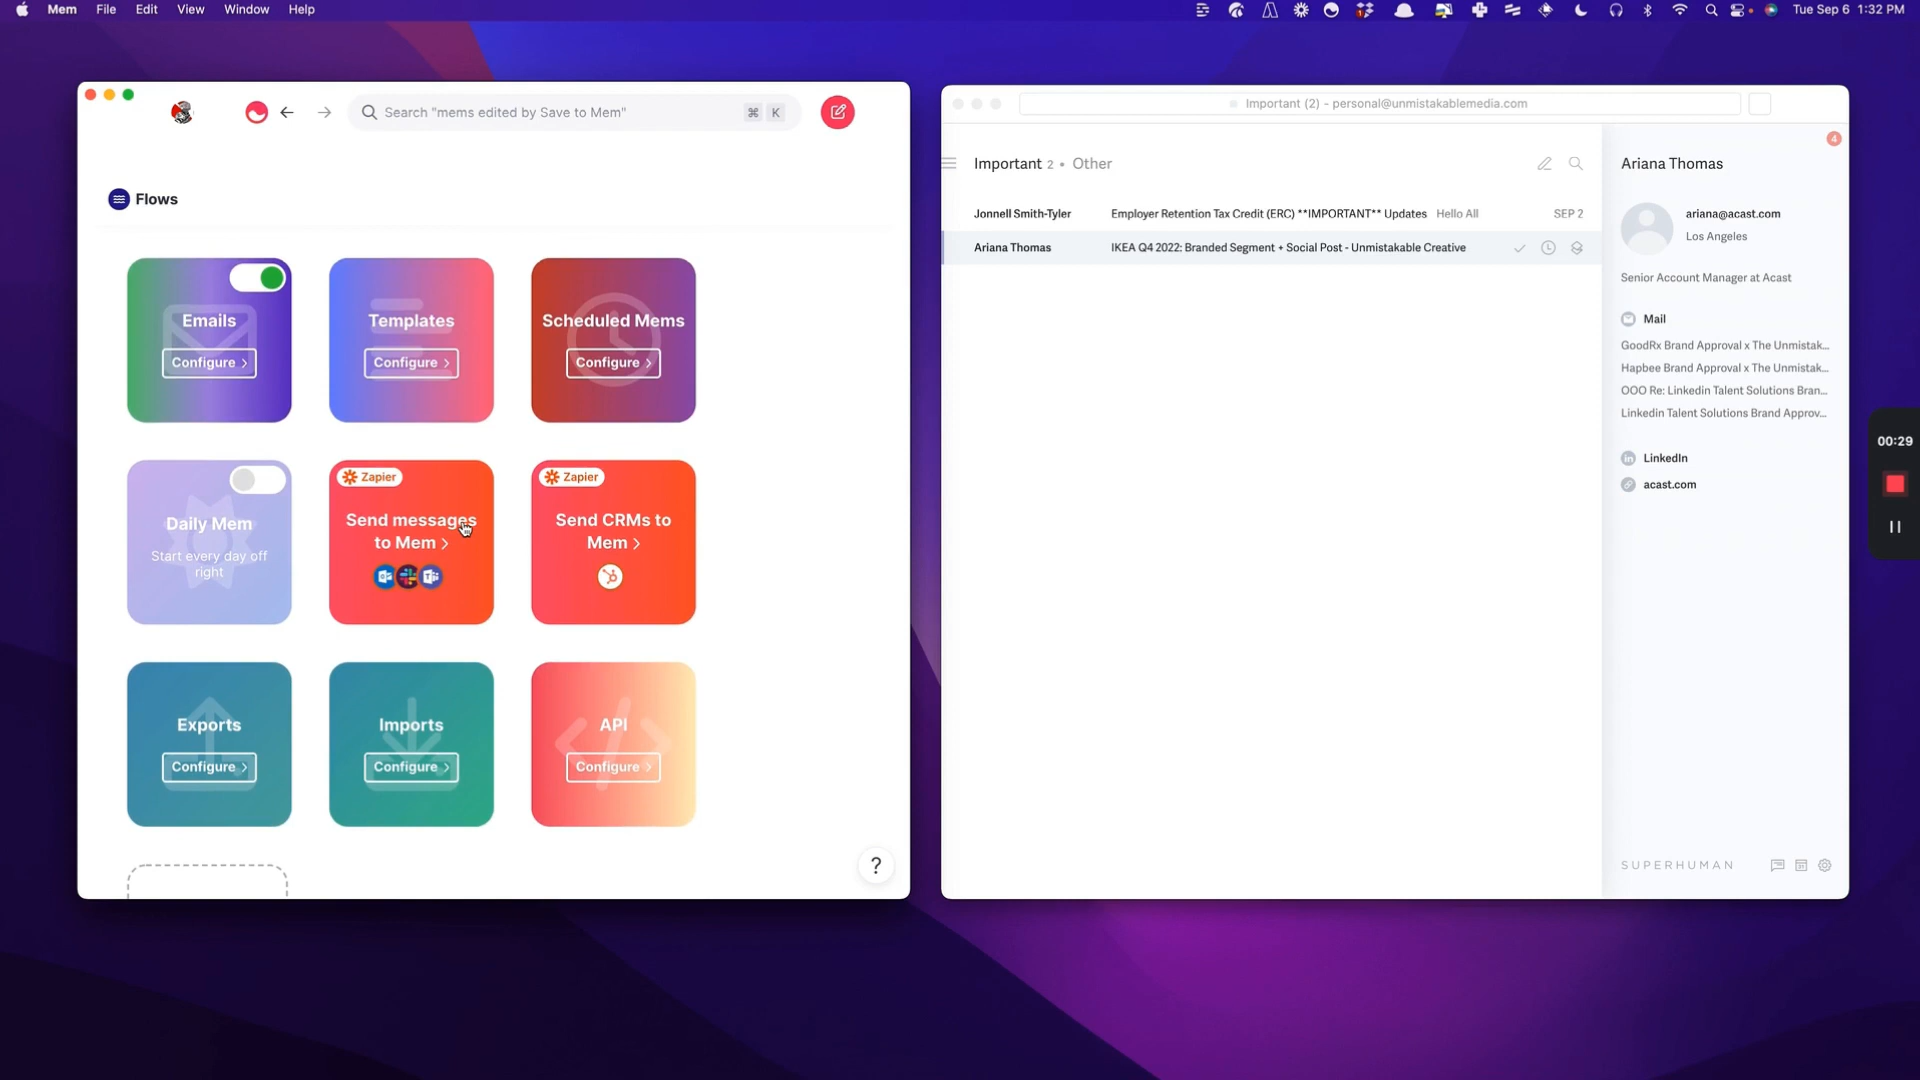 Mem File Edit View Window Help
Tue Sep 6 1:32 PM
Search "mems edited by Save to Mem"
⌘ K
Flows
Emails
Configure >
Templates
Configure >
Scheduled Mems
Configure >
Daily Mem
Start every day off
right
Zapier
Send messages
to Mem >
Zapier
Send CRMs to
Mem >
Exports
Configure >
Imports
Configure >
API
Configure >
?
Important (2) - personal@unmistakablemedia.com
Important 2 • Other
Jonnell Smith-Tyler Employer Retention Tax Credit (ERC) **IMPORTANT** Updates Hello All SEP 2
Ariana Thomas IKEA Q4 2022: Branded Segment + Social Post - Unmistakable Creative
4
Ariana Thomas
ariana@acast.com
Los Angeles
Senior Account Manager at Acast
Mail
GoodRx Brand Approval x The Unmistak...
Hapbee Brand Approval x The Unmistak...
OOO Re: Linkedin Talent Solutions Bran...
Linkedin Talent Solutions Brand Approv...
LinkedIn
acast.com
SUPERHUMAN
00:29